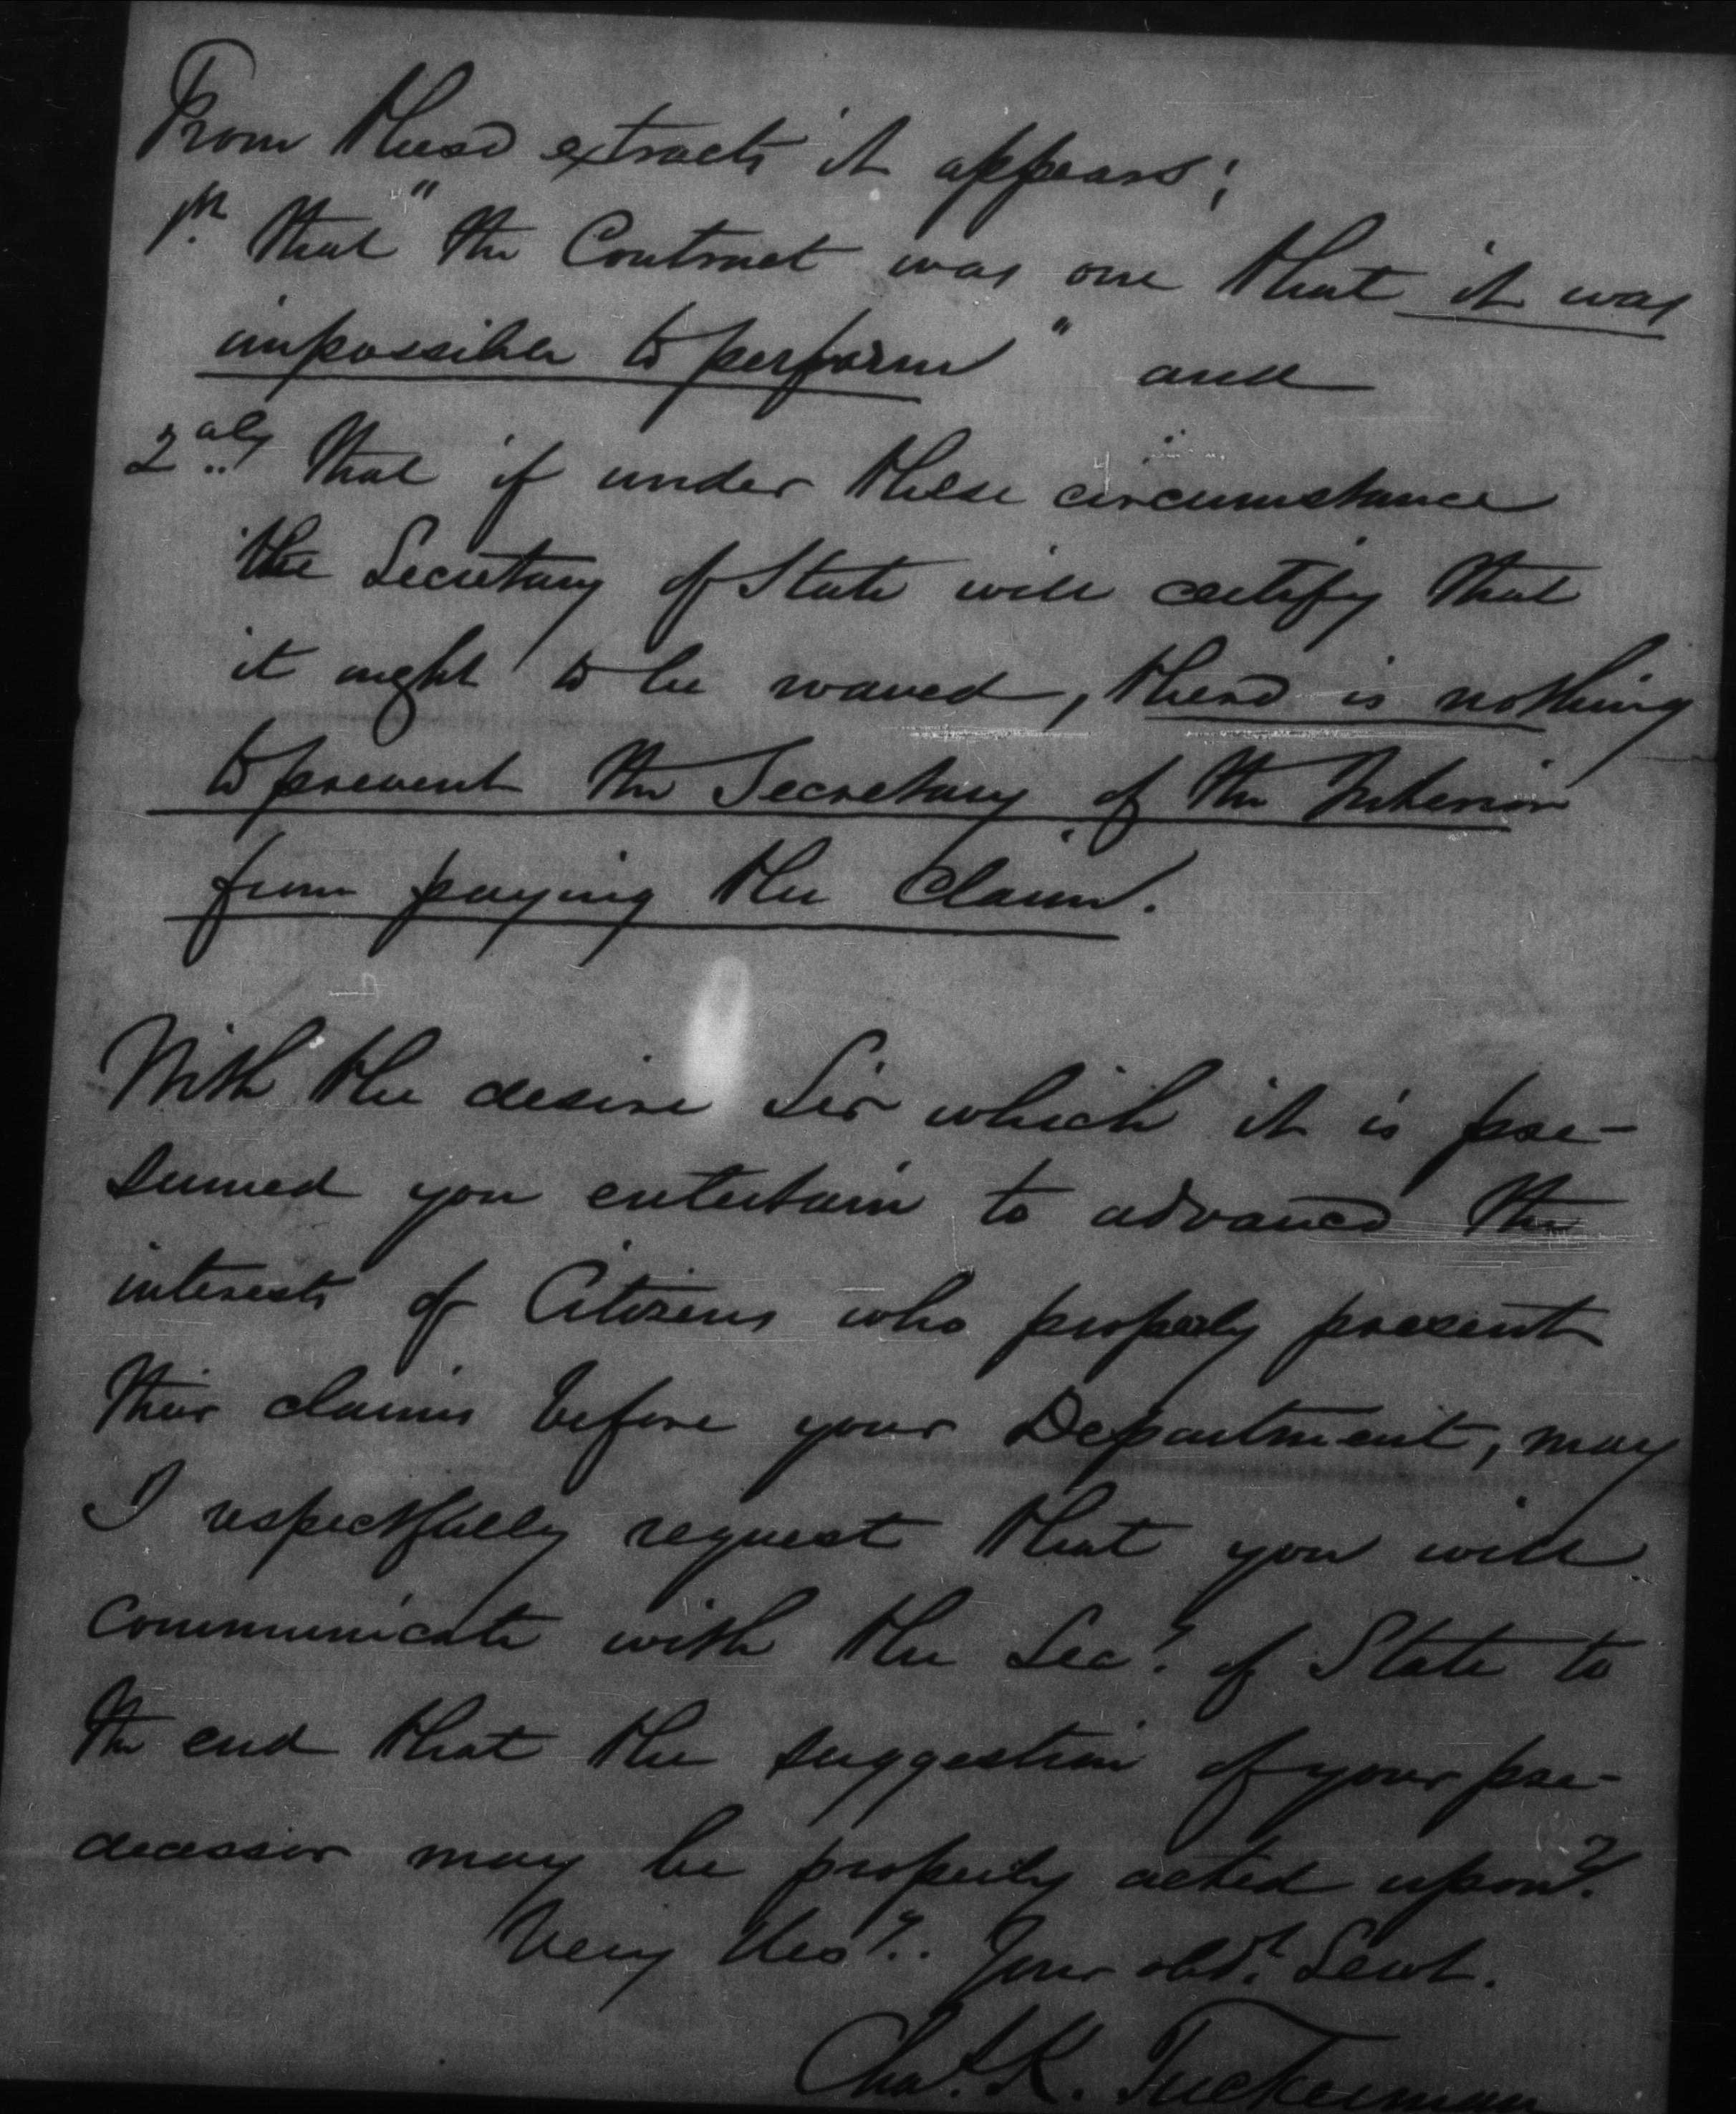 From these extracts it appears;
1st that "the Contract was one that it was
impossible to perform" and
2dly that if under these circumstance
the Secretary of State will certify that
it ought to be waved, there is nothing
to prevent the Secretary of the Interior
from paying the Claim.
With the desire Sir which it is pre-
sumed you entertain to advance the
interests of Citizens who properly present
their claims before your Department, may
I respectfully request that you will
communicate with the Secy. of State to
the end that the suggestion of your pre-
decessor may be properly acted upon?
Very Resy. Your obdt. Servt.
Chas. K. Tuckerman